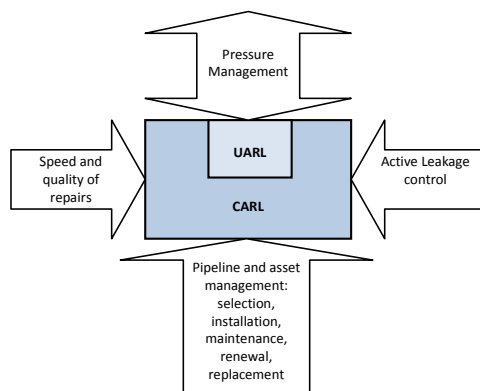 Pressure
Management
Speed and
quality of
repairs
UARL
CARL
Active Leakage
control
Pipeline and asset
management:
selection,
installation,
maintenance,
renewal,
replacement